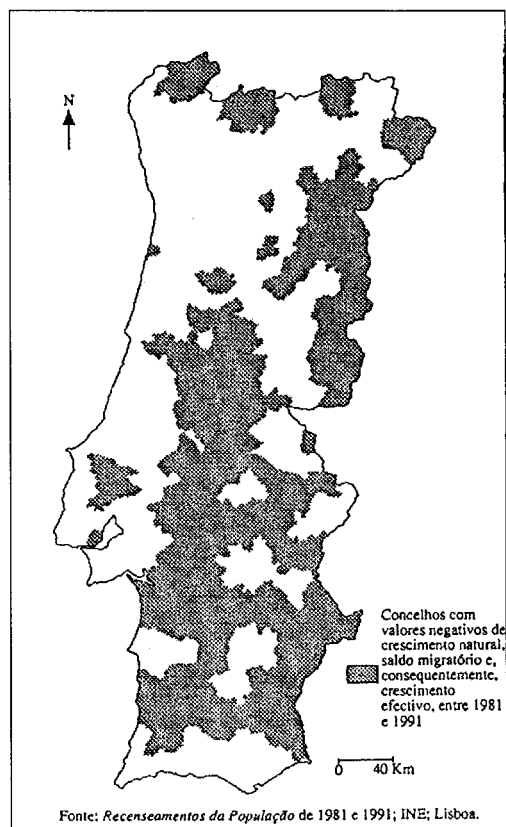 N
Concelhos com
valores negativos de
crescimento natural,
saldo migratório e,
consequentemente,
crescimento
efectivo, entre 1981
e 1991
0 40 Km
Fonte: Recenseamentos da População de 1981 e 1991; INE; Lisboa.